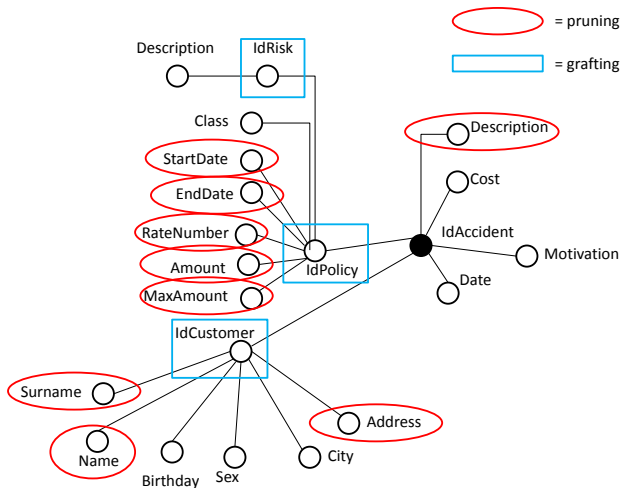 = pruning
= grafting
Description
IdRisk
Class
StartDate
EndDate
RateNumber
Amount
MaxAmount
IdPolicy
Description
Cost
IdAccident
Motivation
Date
IdCustomer
Surname
Name
Birthday
Sex
City
Address